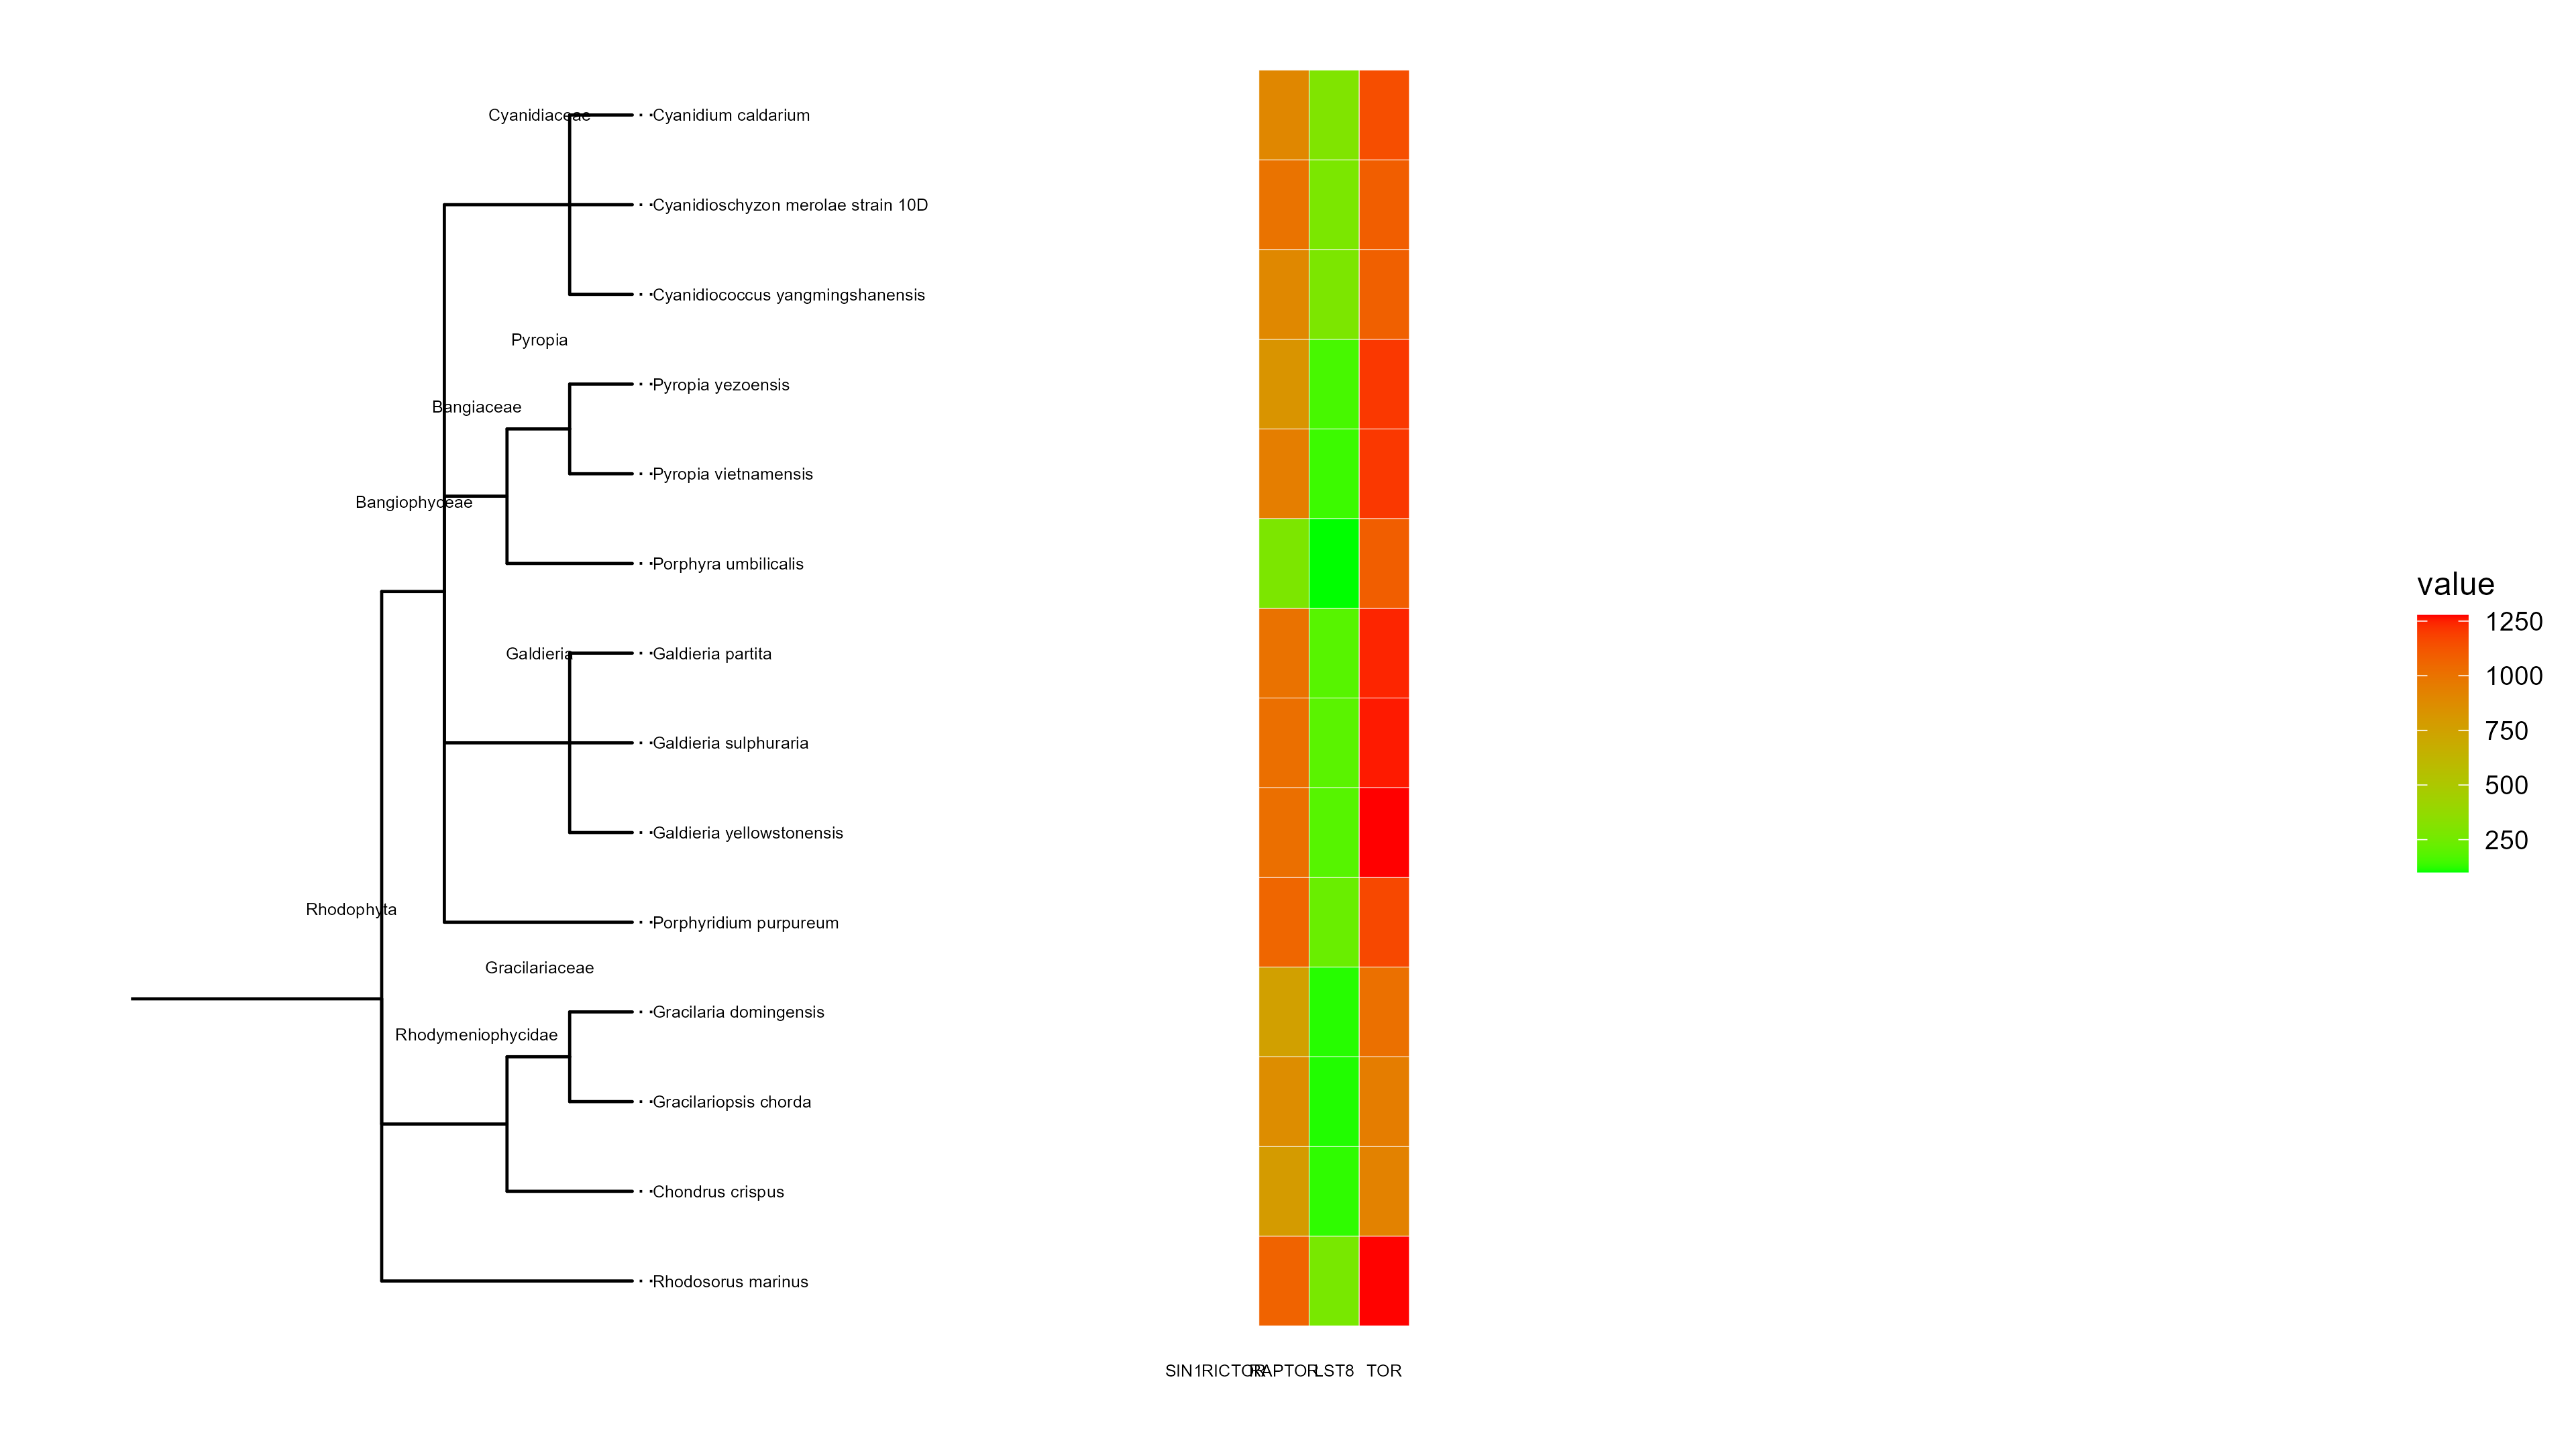 Cyanidiaceae
Cyanidium caldarium
Cyanidioschyzon merolae strain 10D
Cyanidiococcus yangmingshanensis
Pyropia
Pyropia yezoensis
Bangiaceae
Pyropia vietnamensis
Bangiophyceae
Porphyra umbilicalis
Galdieria
Galdieria partita
Galdieria sulphuraria
Galdieria yellowstonensis
Rhodophyta
Porphyridium purpureum
Gracilariaceae
Gracilaria domingensis
Rhodymeniophycidae
Gracilariopsis chorda
Chondrus crispus
Rhodosorus marinus
SIN1 RICTOR RAPTOR LST8 TOR
value
1250
1000
750
500
250